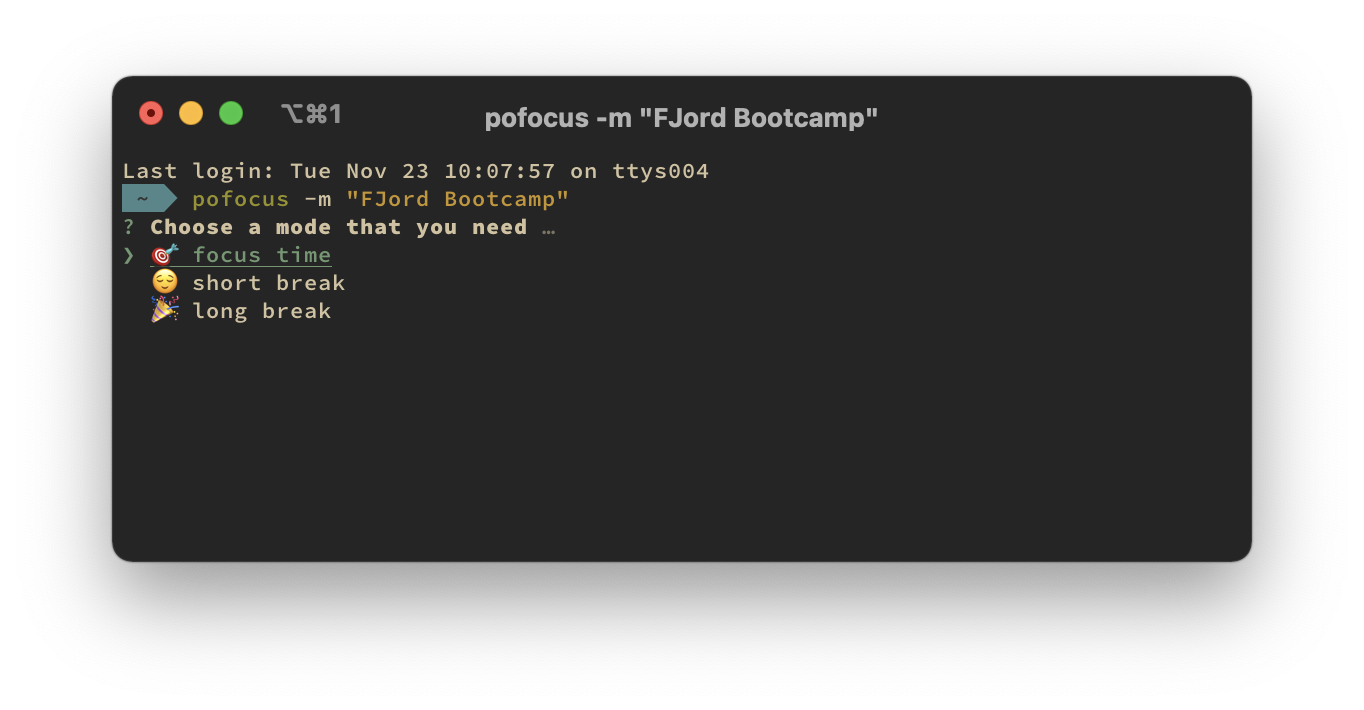 ⌥⌘1 pofocus -m "FJord Bootcamp"
Last login: Tue Nov 23 10:07:57 on ttys004
~ pofocus -m "FJord Bootcamp"
? Choose a mode that you need …
❯ 🎯 focus time
😌 short break
🎉 long break